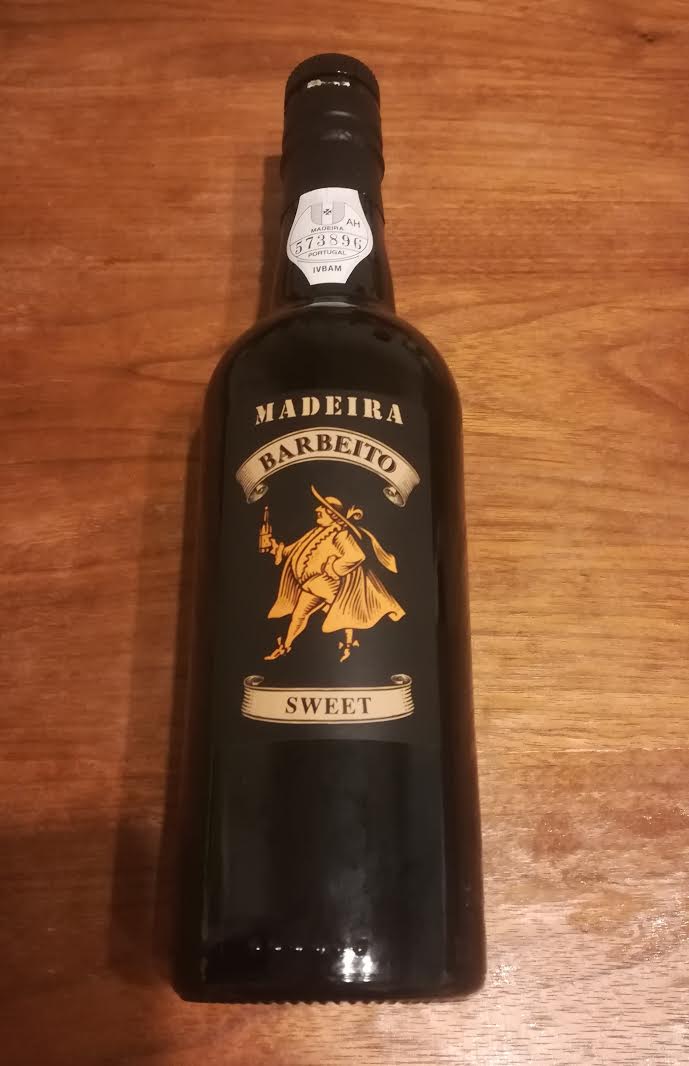 AH
MADEIRA
573896
PORTUGAL
IVBAM
MADEIRA
BARBEITO
SWEET